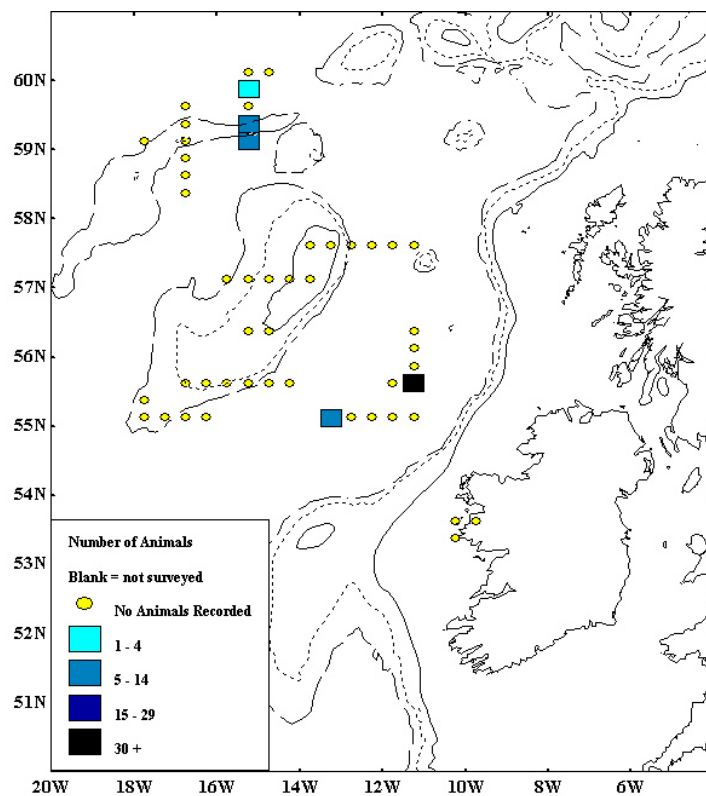 60N
59N
58N
57N
56N
55N
54N
53N
52N
51N
Number of Animals
Blank = not surveyed
No Animals Recorded
1 - 4
5 - 14
15 - 29
30 +
20W 18W 16W 14W 12W 10W 8W 6W